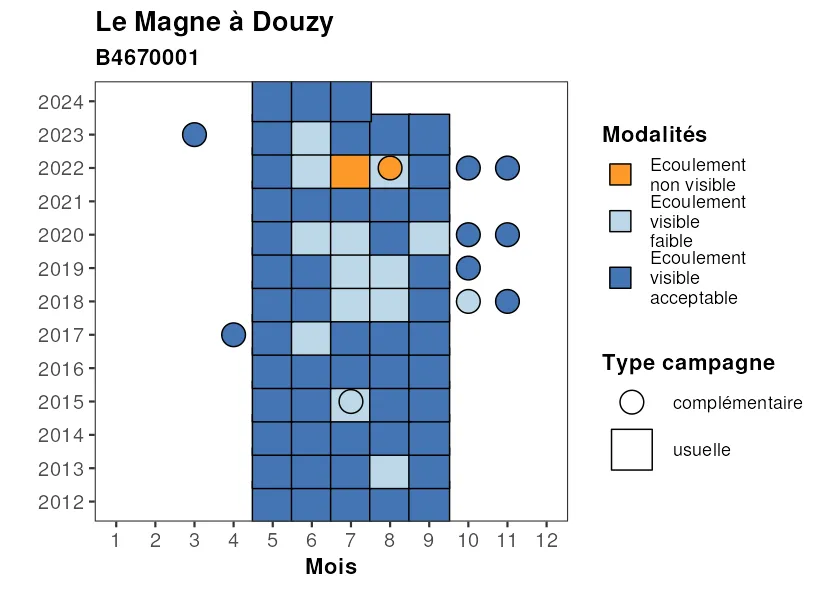 Le Magne à Douzy
B4670001
2024
2023
2022
2021
2020
2019
2018
2017
2016
2015
2014
2013
2012
1 2 3 4 5 6 7 8 9 10 11 12
Mois
Modalités
Ecoulement
non visible
Ecoulement
visible
faible
Ecoulement
visible
acceptable
Type campagne
complémentaire
usuelle